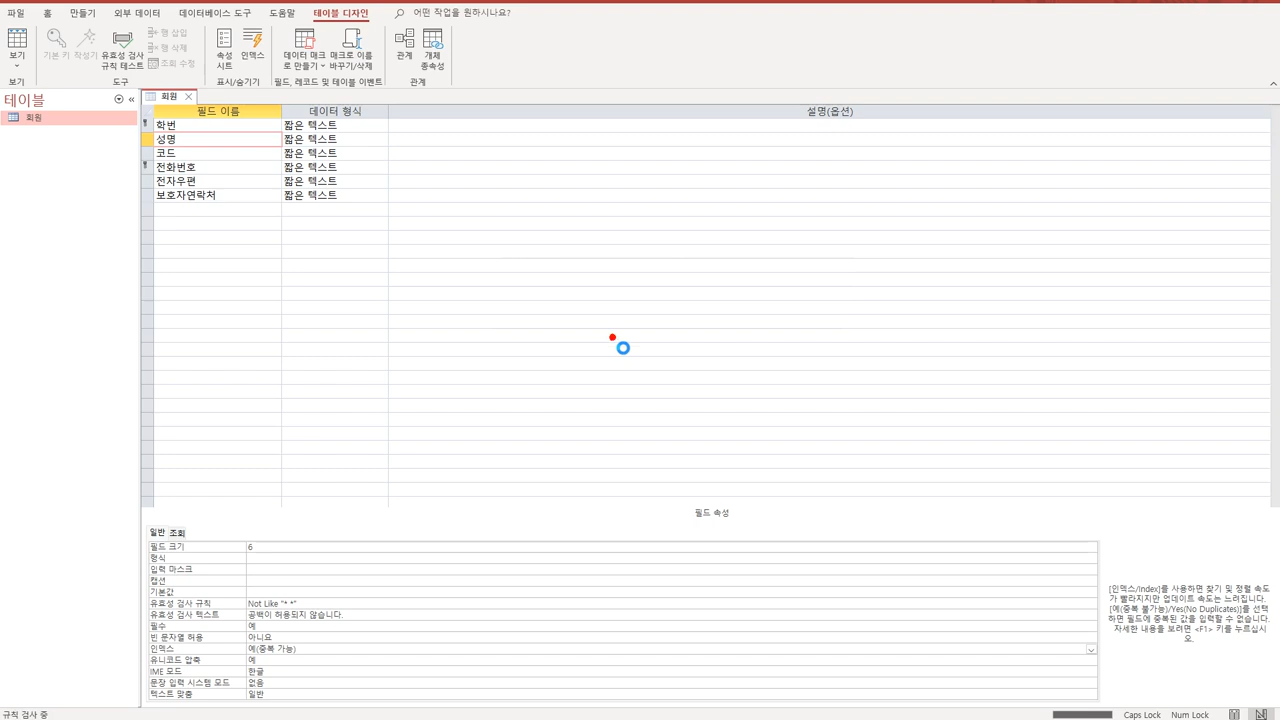 파일 홈 만들기 외부 데이터 데이터베이스 도구 도움말 테이블 디자인 어떤 작업을 원하시나요?
보기 기본 키 작성기 유효성 검사 규칙 테스트 행 삽입 행 삭제 조회 수정 속성 시트 인덱스 데이터 매크로 만들기 매크로 이름 바꾸기/삭제 관계 개체 종속성
보기 도구 표시/숨기기 필드, 레코드 및 테이블 이벤트 관계
테이블
회원
회원
필드 이름 데이터 형식 설명(옵션)
학번 짧은 텍스트
성명 짧은 텍스트
코드 짧은 텍스트
전화번호 짧은 텍스트
전자우편 짧은 텍스트
보호자연락처 짧은 텍스트
필드 속성
일반 조회
필드 크기 6
형식
입력 마스크
캡션
기본값
유효성 검사 규칙 Not Like "* *"
유효성 검사 텍스트 공백이 허용되지 않습니다.
필수 예
빈 문자열 허용 아니요
인덱스 예(중복 가능)
유니코드 압축 예
IME 모드 한글
문장 입력 시스템 모드 없음
텍스트 맞춤 일반
[인덱스/Index]를 사용하면 찾기 및 정렬 속도
가 빨라지지만 업데이트 속도는 느려집니다.
[예(중복 불가능)/Yes(No Duplicates)]를 선택
하면 필드에 중복된 값을 입력할 수 없습니다.
자세한 내용을 보려면 <F1> 키를 누르십시
오.
규칙 검사 중 Caps Lock Num Lock